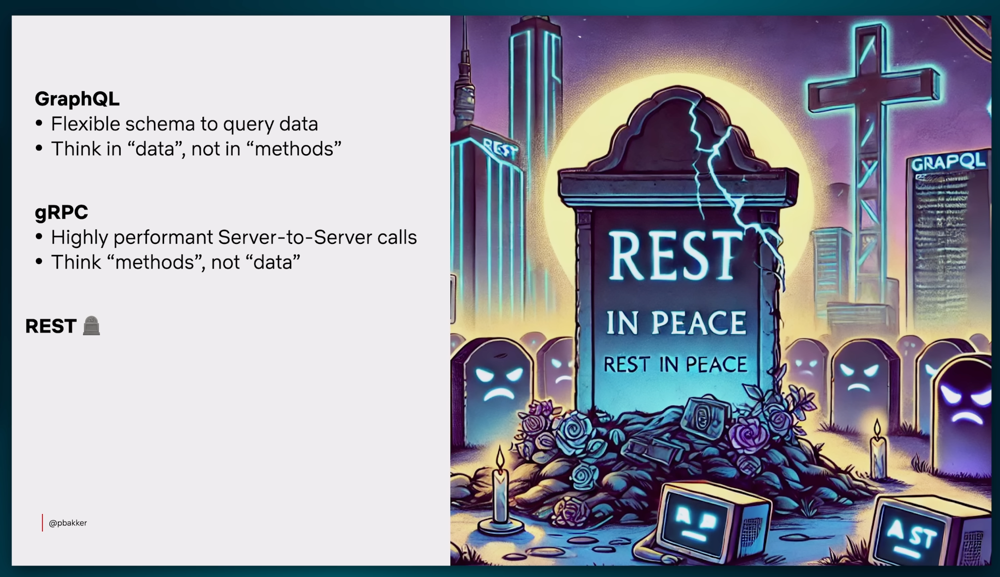 GraphQL
• Flexible schema to query data
• Think in “data”, not in “methods”
gRPC
• Highly performant Server-to-Server calls
• Think “methods”, not “data”
REST 🪦
@pbakker
REST
GRAPQL
REST
IN PEACE
REST IN PEACE
A ST